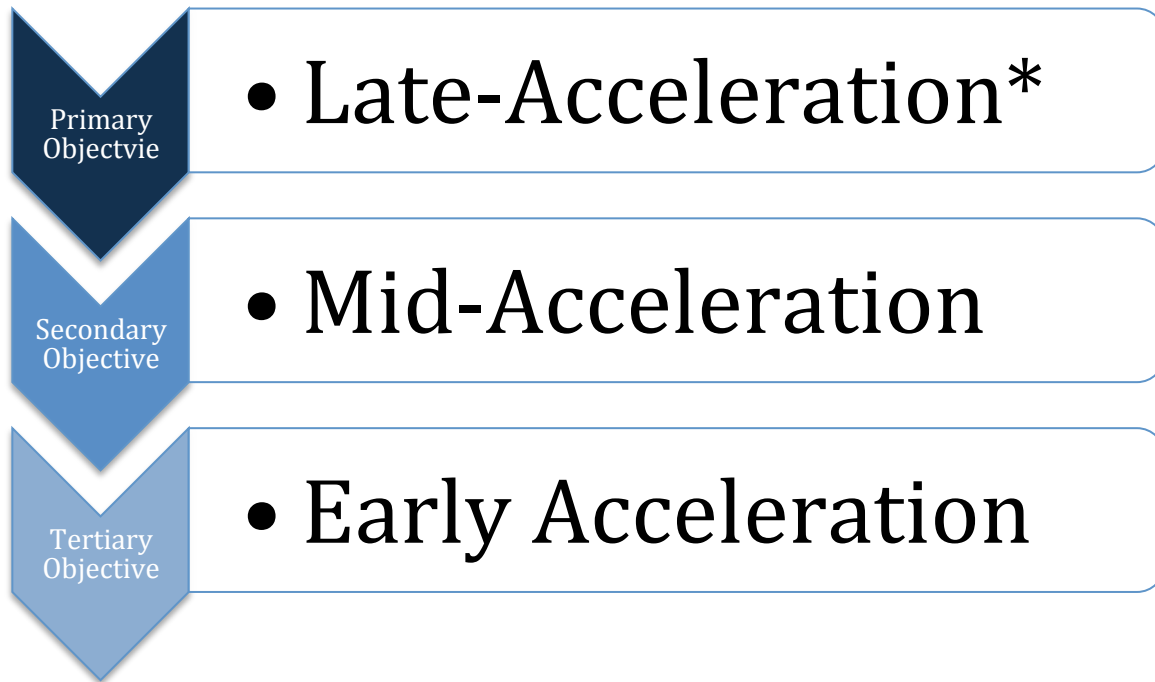 Primary
Objectvie
• Late-Acceleration*
Secondary
Objective
• Mid-Acceleration
Tertiary
Objective
• Early Acceleration